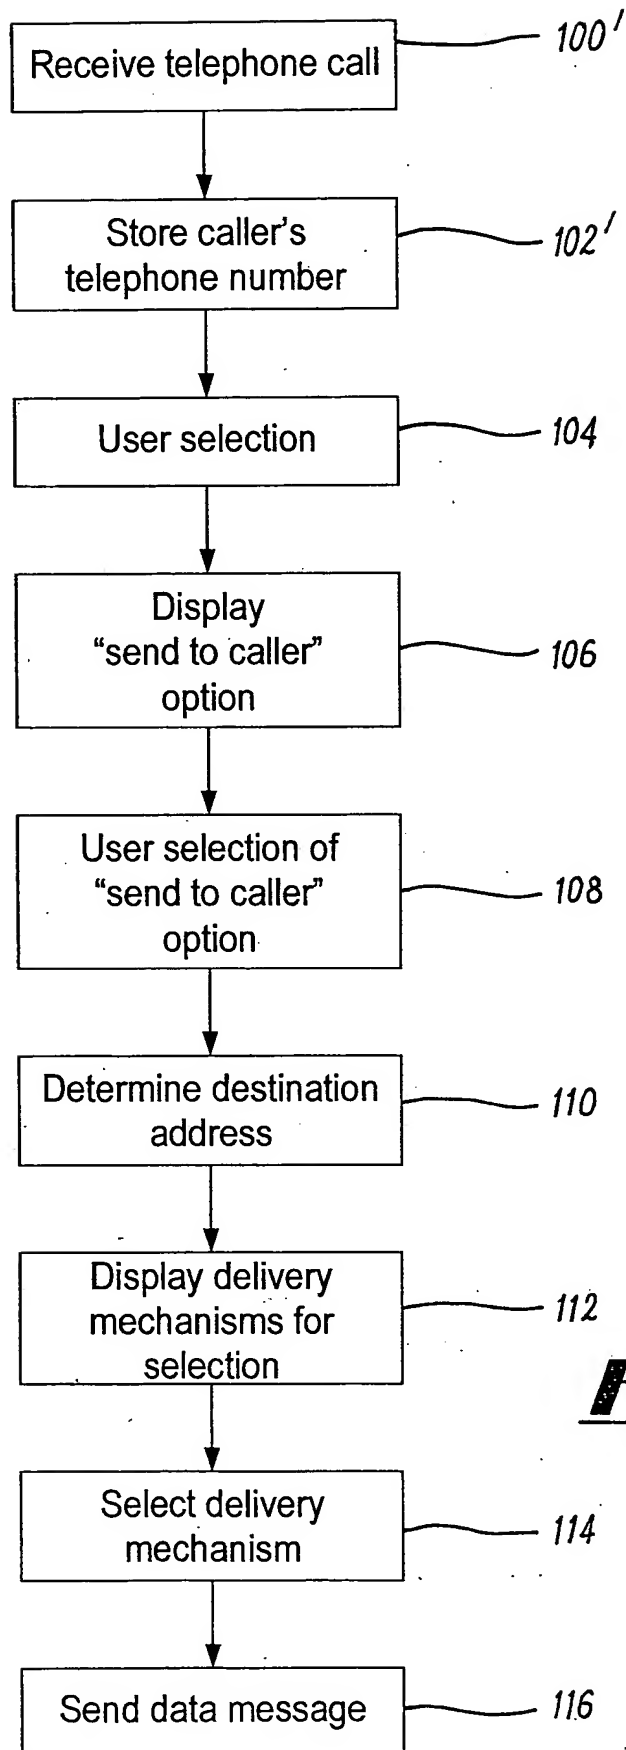 Receive telephone call
100'
Store caller's
telephone number
102'
User selection
104
Display
“send to caller”
option
106
User selection of
“send to caller”
option
108
Determine destination
address
110
Display delivery
mechanisms for
selection
112
Select delivery
mechanism
114
Send data message
116